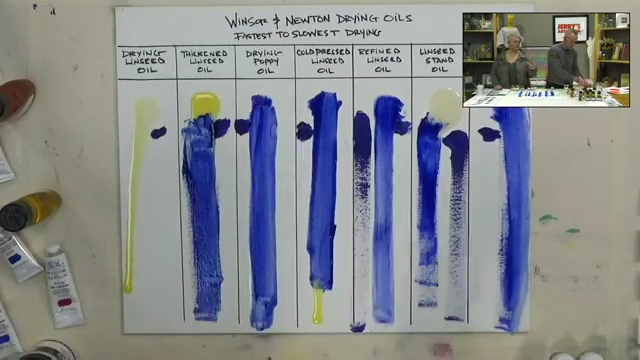 WINSOR & NEWTON DRYING OILS
FASTEST TO SLOWEST DRYING
DRYING LINSEED OIL
THICKENED LINSEED OIL
DRYING POPPY OIL
COLD PRESSED LINSEED OIL
REFINED LINSEED OIL
LINSEED STAND OIL
JERRY'S